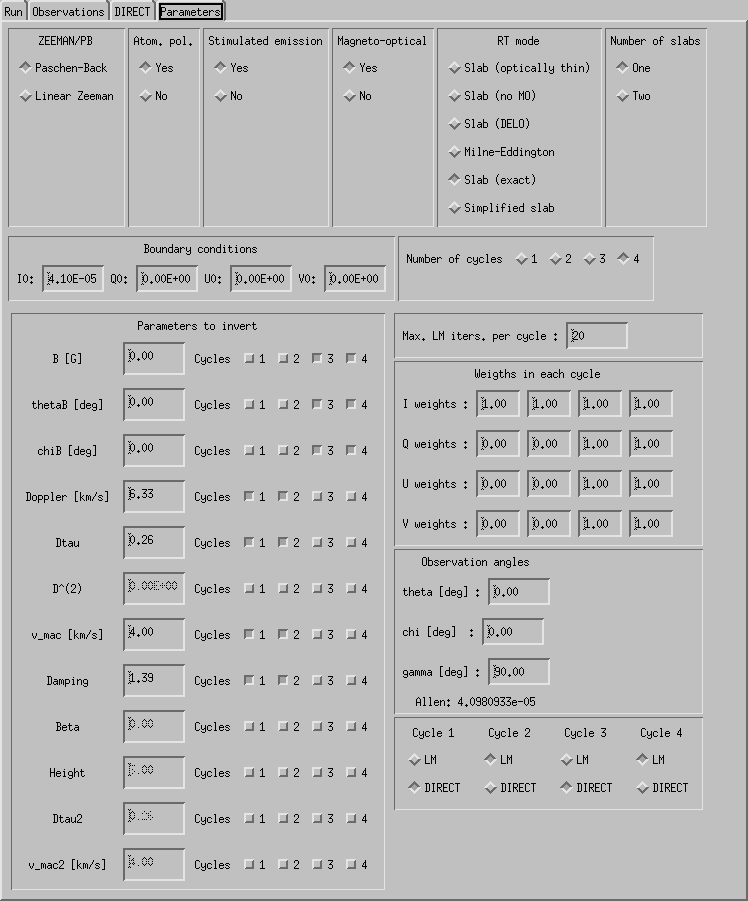 Run Observations DIRECT Parameters
ZEEMAN/PB Atom. pol. Stimulated emission Magneto-optical RT mode Number of slabs
Paschen-Back Yes Yes Yes Slab (optically thin) One
Linear Zeeman No No No Slab (no MO) Two
Slab (DELO)
Milne-Eddington
Slab (exact)
Simplified slab
Boundary conditions
I0: 4.10E-05 Q0: 0.00E+00 U0: 0.00E+00 V0: 0.00E+00
Number of cycles 1 2 3 4
Parameters to invert
B [G] 0.00 Cycles 1 2 3 4
thetaB [deg] 0.00 Cycles 1 2 3 4
chiB [deg] 0.00 Cycles 1 2 3 4
Doppler [km/s] 6.33 Cycles 1 2 3 4
Dtau 0.26 Cycles 1 2 3 4
D^(2) 0.00E+00 Cycles 1 2 3 4
v_mac [km/s] 4.00 Cycles 1 2 3 4
Damping 1.39 Cycles 1 2 3 4
Beta 0.00 Cycles 1 2 3 4
Height Cycles 1 2 3 4
Dtau2 Cycles 1 2 3 4
v_mac2 [km/s] Cycles 1 2 3 4
Max. LM iters. per cycle : 20
Weigths in each cycle
I weights : 1.00 1.00 1.00 1.00
Q weights : 0.00 0.00 1.00 1.00
U weights : 0.00 0.00 1.00 1.00
V weights : 0.00 0.00 1.00 1.00
Observation angles
theta [deg] : 0.00
chi [deg] : 0.00
gamma [deg] : 90.00
Allen: 4.0980933e-05
Cycle 1 Cycle 2 Cycle 3 Cycle 4
LM LM LM LM
DIRECT DIRECT DIRECT DIRECT